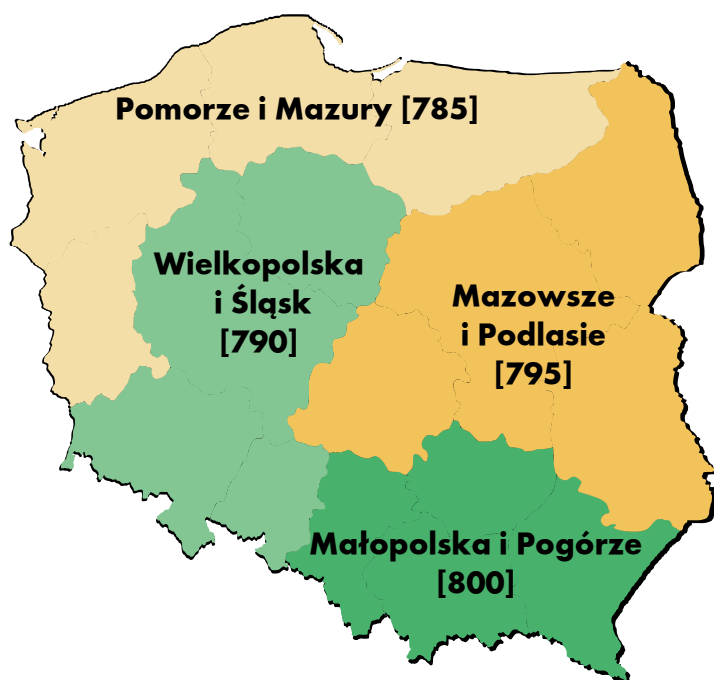 Pomorze i Mazury [785]
Wielkopolska
i Śląsk
[790]
Mazowsze
i Podlasie
[795]
Małopolska i Pogórze
[800]